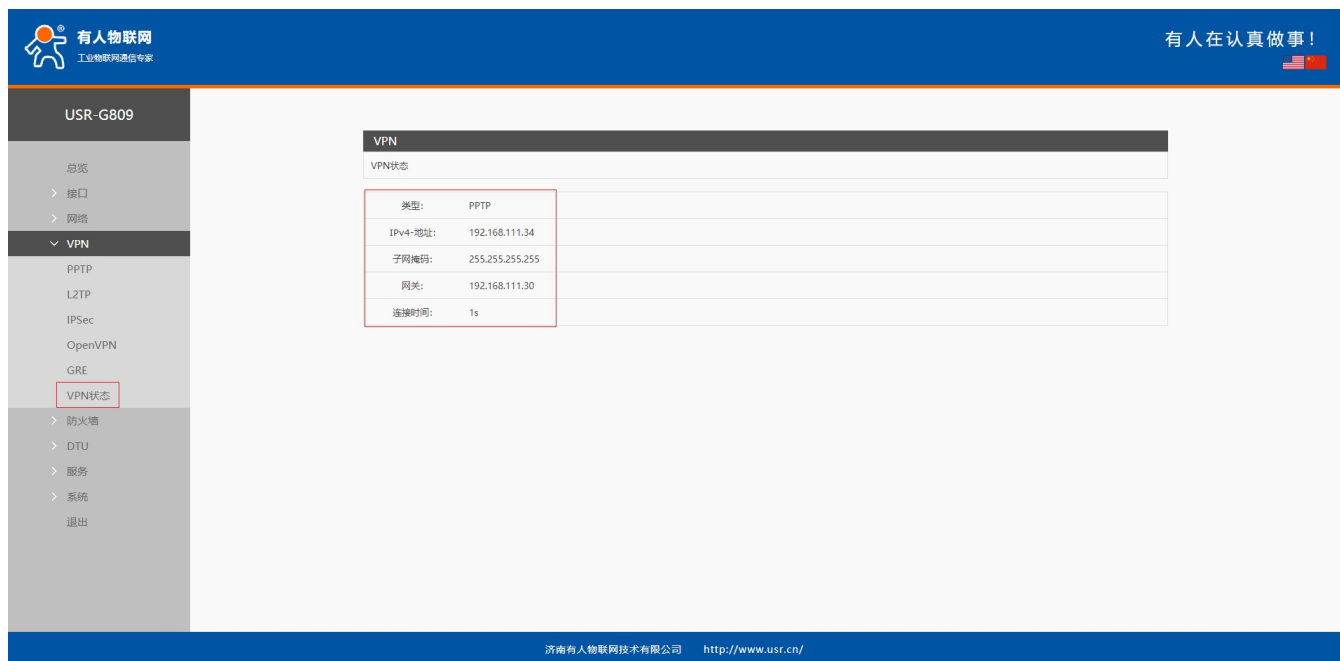 有人物联网
工业物联网通信专家
有人在认真做事！
USR-G809
总览
接口
网络
VPN
PPTP
L2TP
IPSec
OpenVPN
GRE
VPN状态
防火墙
DTU
服务
系统
退出
VPN
VPN状态
类型: PPTP
IPv4-地址: 192.168.111.34
子网掩码: 255.255.255.255
网关: 192.168.111.30
连接时间: 1s
济南有人物联网技术有限公司 http://www.usr.cn/